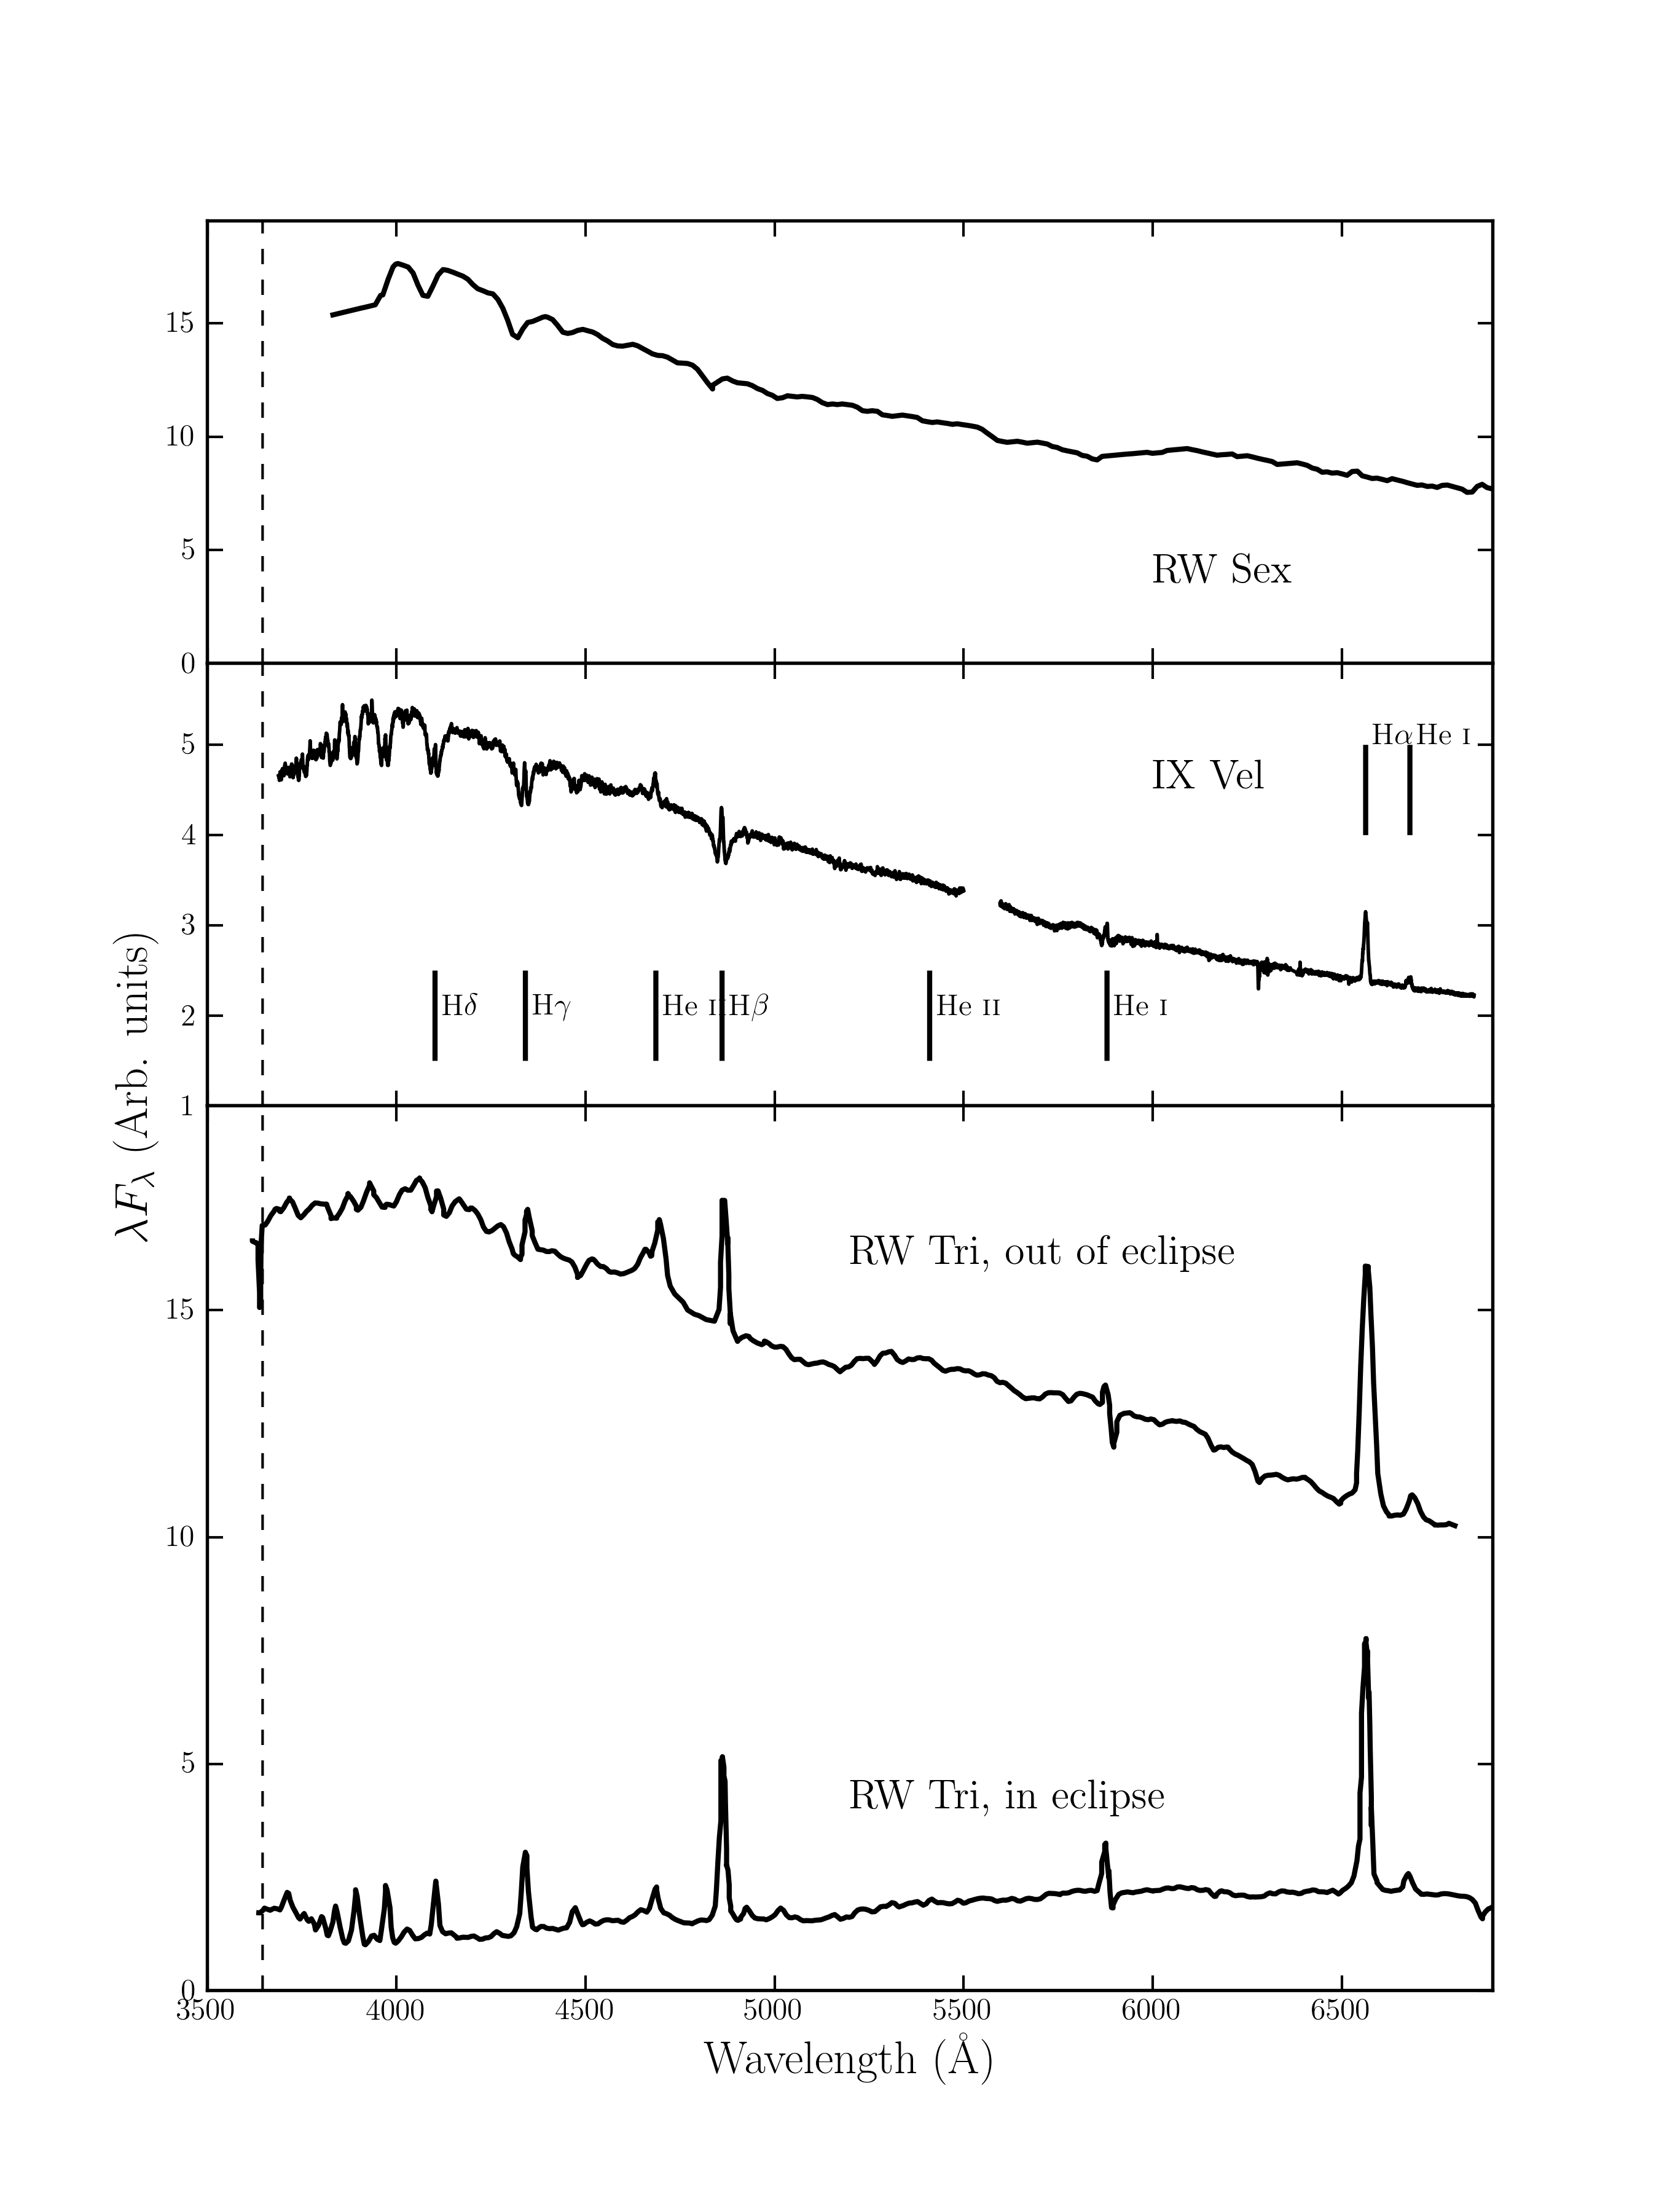 15
10
5
RW Sex
0
Hα He I
5
IX Vel
4
3
Hδ Hγ He II Hβ He II He I
2
1
λFλ (Arb. units)
RW Tri, out of eclipse
15
10
5
RW Tri, in eclipse
0
3500 4000 4500 5000 5500 6000 6500
Wavelength (Å)